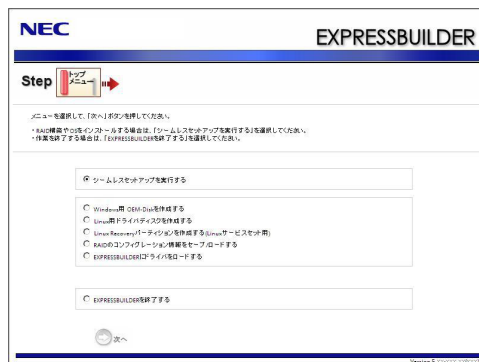 NEC
EXPRESSBUILDER
Step
トップ
メニュー
メニューを選択して、「次へ」ボタンを押してください。
・RAID構築やOSをインストールする場合は、「シームレスセットアップを実行する」を選択してください。
・作業を終了する場合は、「EXPRESSBUILDERを終了する」を選択してください。
シームレスセットアップを実行する
Windows用 OEM-Diskを作成する
Linux用ドライバディスクを作成する
Linux Recoveryパーティションを作成する(Linuxサービスセット用)
RAIDのコンフィグレーション情報をセーブ/ロードする
EXPRESSBUILDERにドライバをロードする
EXPRESSBUILDERを終了する
次へ
Version 5